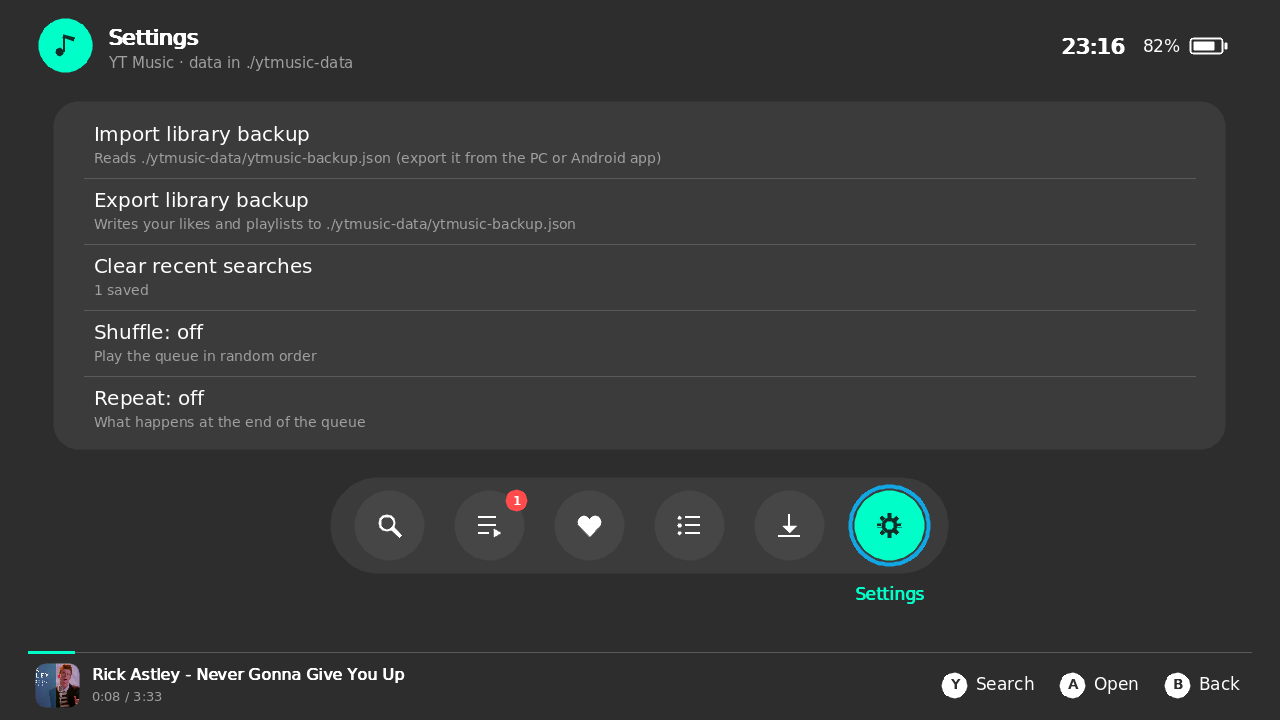 Settings
YT Music · data in ./ytmusic-data
23:16
82%
Import library backup
Reads ./ytmusic-data/ytmusic-backup.json (export it from the PC or Android app)
Export library backup
Writes your likes and playlists to ./ytmusic-data/ytmusic-backup.json
Clear recent searches
1 saved
Shuffle: off
Play the queue in random order
Repeat: off
What happens at the end of the queue
1
Settings
Rick Astley - Never Gonna Give You Up
0:08 / 3:33
Y Search
A Open
B Back